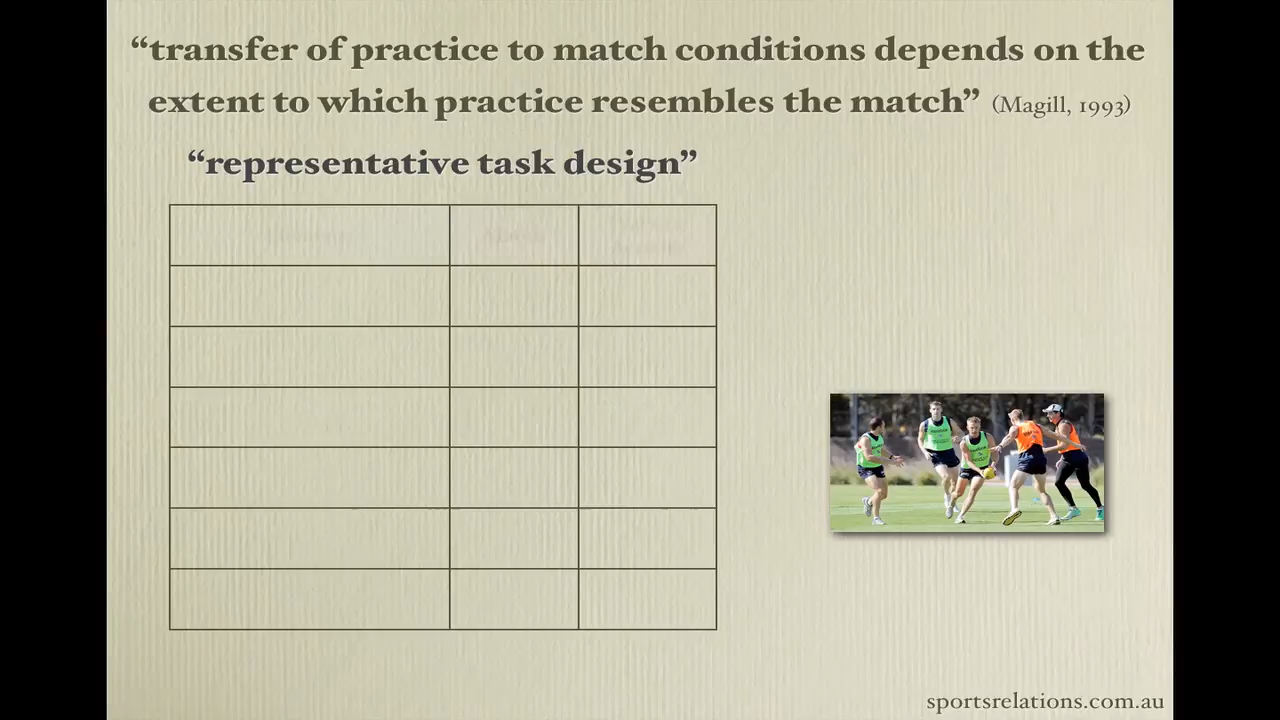 “transfer of practice to match conditions depends on the
extent to which practice resembles the match” (Magill, 1993)
“representative task design”
sportsrelations.com.au